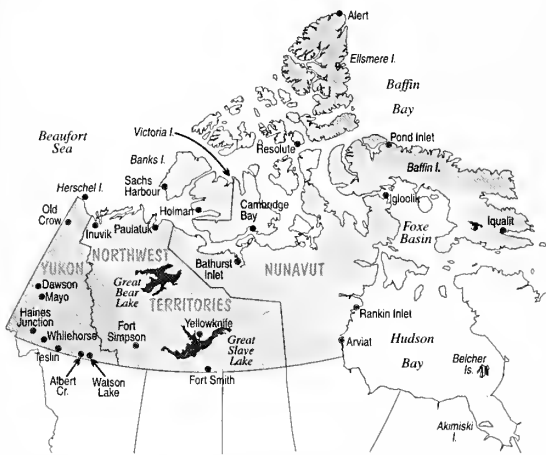 Alert
Ellsmere I.
Baffin
Bay
Beaufort
Sea
Victoria I.
Resolute
Pond Inlet
Banks I.
Baffin I.
Sachs
Harbour
Herschel I.
Holman
Cambridge
Bay
Igloolik
Old
Crow
Inuvik
Paulatuk
Foxe
Basin
Iqualit
NORTHWEST
Bathurst
Inlet
NUNAVUT
YUKON
Great
Bear
Lake
Dawson
Mayo
TERRITORIES
Haines
Junction
Rankin Inlet
Whitehorse
Fort
Simpson
Yellowknife
Great
Slave
Lake
Arviat
Hudson
Bay
Teslin
Belcher
Is.
Albert
Cr.
Watson
Lake
Fort Smith
Akimiski
I.